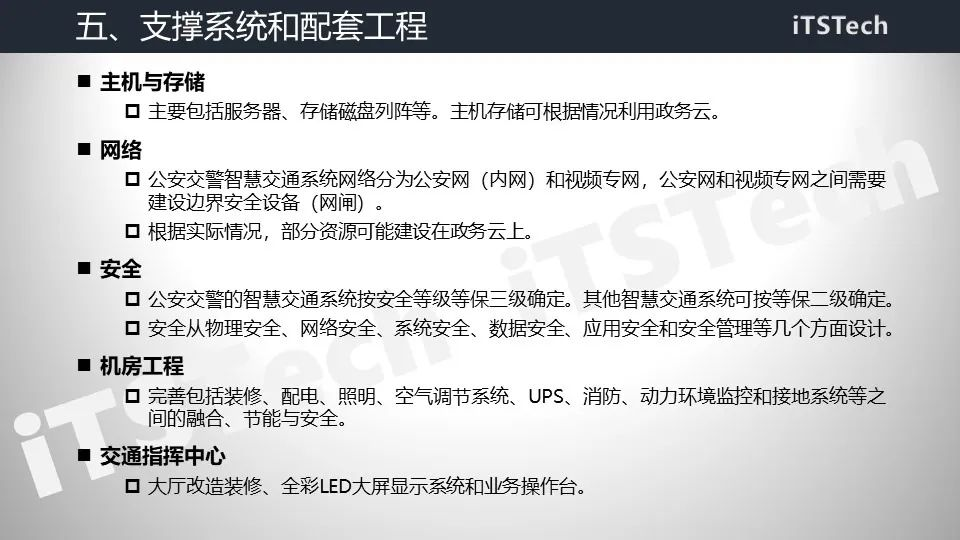 五、支撑系统和配套工程
iTSTech
■ 主机与存储
主要包括服务器、存储磁盘列阵等。主机存储可根据情况利用政务云。
■ 网络
公安交警智慧交通系统网络分为公安网（内网）和视频专网，公安网和视频专网之间需要
建设边界安全设备（网闸）。
根据实际情况，部分资源可能建设在政务云上。
■ 安全
公安交警的智慧交通系统按安全等级等保三级确定。其他智慧交通系统可按等保二级确定。
安全从物理安全、网络安全、系统安全、数据安全、应用安全和安全管理等几个方面设计。
■ 机房工程
完善包括装修、配电、照明、空气调节系统、UPS、消防、动力环境监控和接地系统等之
间的融合、节能与安全。
■ 交通指挥中心
大厅改造装修、全彩LED大屏显示系统和业务操作台。
iTSTech iTSTech